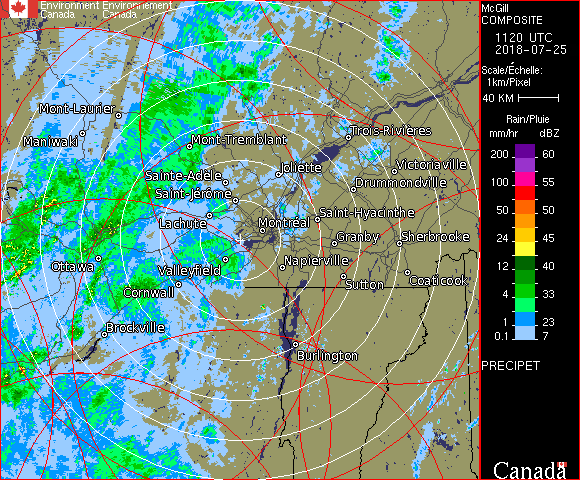 Environment Environnement
Canada Canada
McGill
COMPOSITE
1120 UTC
2018-07-25
Scale/Échelle:
1km/Pixel
40 KM
Rain/Pluie
mm/hr dBZ
200 60
100 55
50 50
24 45
12 40
4 33
1 23
0.1 7
PRECIPET
Canada
Mont-Laurier
Maniwaki
Mont-Tremblant
Trois-Rivières
Sainte-Adèle
Joliette
Victoriaville
Saint-Jérôme
Drummondville
Lachute
Montréal
Saint-Hyacinthe
Granby
Sherbrooke
Ottawa
Valleyfield
Napierville
Cornwall
Sutton
Coaticook
Brockville
Burlington